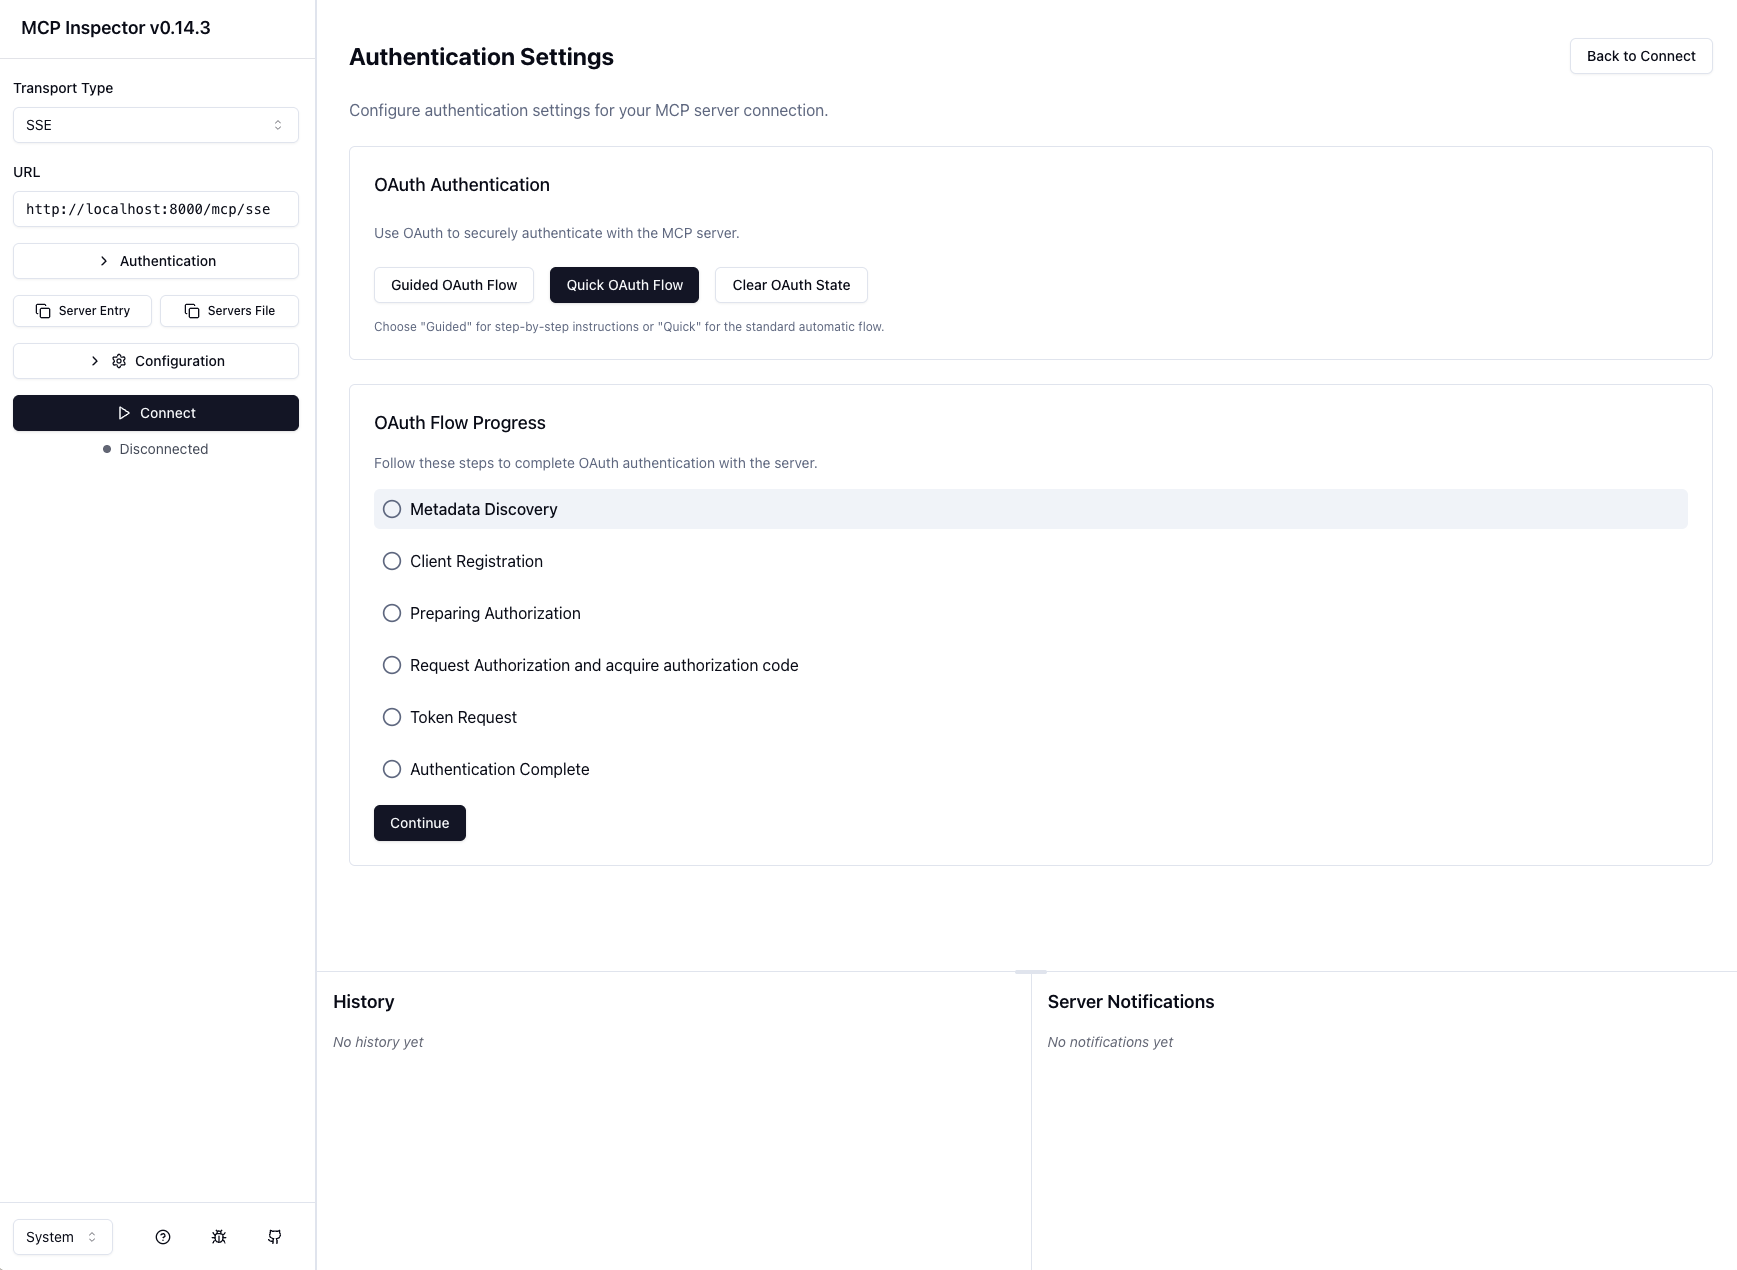 MCP Inspector v0.14.3
Transport Type
SSE
URL
http://localhost:8000/mcp/sse
Authentication
Server Entry
Servers File
Configuration
Connect
Disconnected
System
Authentication Settings
Back to Connect
Configure authentication settings for your MCP server connection.
OAuth Authentication
Use OAuth to securely authenticate with the MCP server.
Guided OAuth Flow
Quick OAuth Flow
Clear OAuth State
Choose "Guided" for step-by-step instructions or "Quick" for the standard automatic flow.
OAuth Flow Progress
Follow these steps to complete OAuth authentication with the server.
Metadata Discovery
Client Registration
Preparing Authorization
Request Authorization and acquire authorization code
Token Request
Authentication Complete
Continue
History
No history yet
Server Notifications
No notifications yet